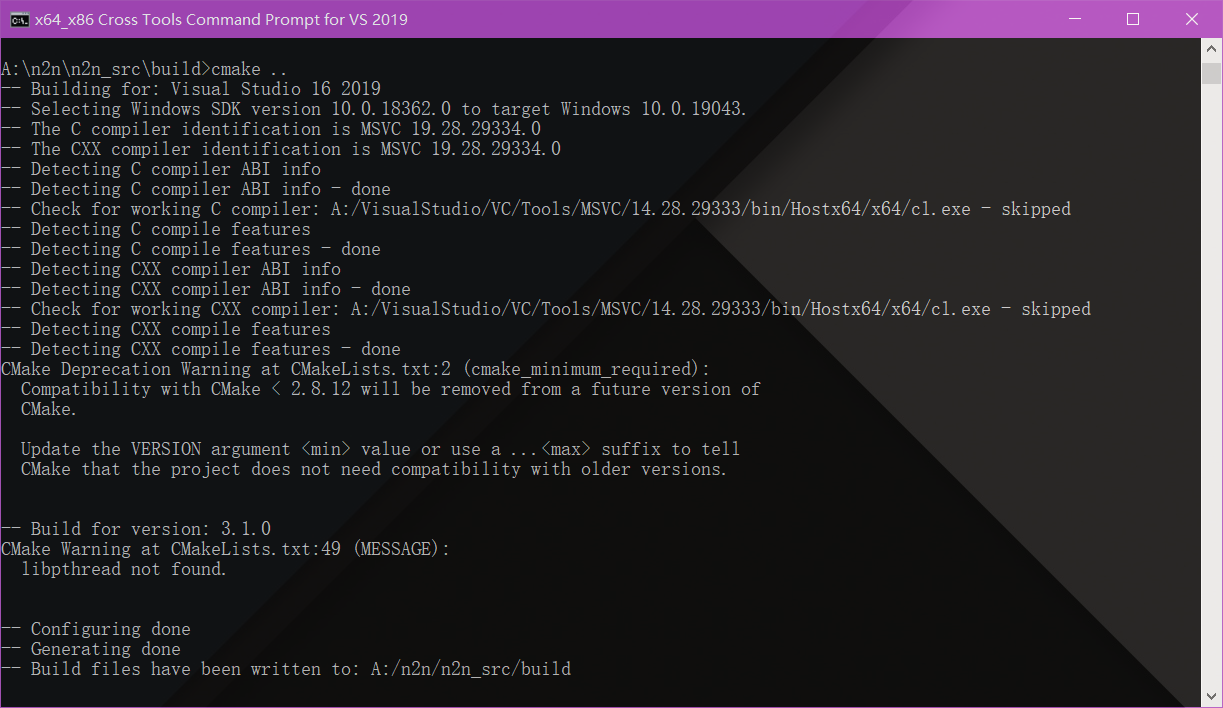 x64_x86 Cross Tools Command Prompt for VS 2019
A:\n2n\n2n_src\build>cmake ..
-- Building for: Visual Studio 16 2019
-- Selecting Windows SDK version 10.0.18362.0 to target Windows 10.0.19043.
-- The C compiler identification is MSVC 19.28.29334.0
-- The CXX compiler identification is MSVC 19.28.29334.0
-- Detecting C compiler ABI info
-- Detecting C compiler ABI info - done
-- Check for working C compiler: A:/VisualStudio/VC/Tools/MSVC/14.28.29333/bin/Hostx64/x64/cl.exe - skipped
-- Detecting C compile features
-- Detecting C compile features - done
-- Detecting CXX compiler ABI info
-- Detecting CXX compiler ABI info - done
-- Check for working CXX compiler: A:/VisualStudio/VC/Tools/MSVC/14.28.29333/bin/Hostx64/x64/cl.exe - skipped
-- Detecting CXX compile features
-- Detecting CXX compile features - done
CMake Deprecation Warning at CMakeLists.txt:2 (cmake_minimum_required):
  Compatibility with CMake < 2.8.12 will be removed from a future version of
  CMake.
  Update the VERSION argument <min> value or use a ...<max> suffix to tell
  CMake that the project does not need compatibility with older versions.
-- Build for version: 3.1.0
CMake Warning at CMakeLists.txt:49 (MESSAGE):
  libpthread not found.
-- Configuring done
-- Generating done
-- Build files have been written to: A:/n2n/n2n_src/build